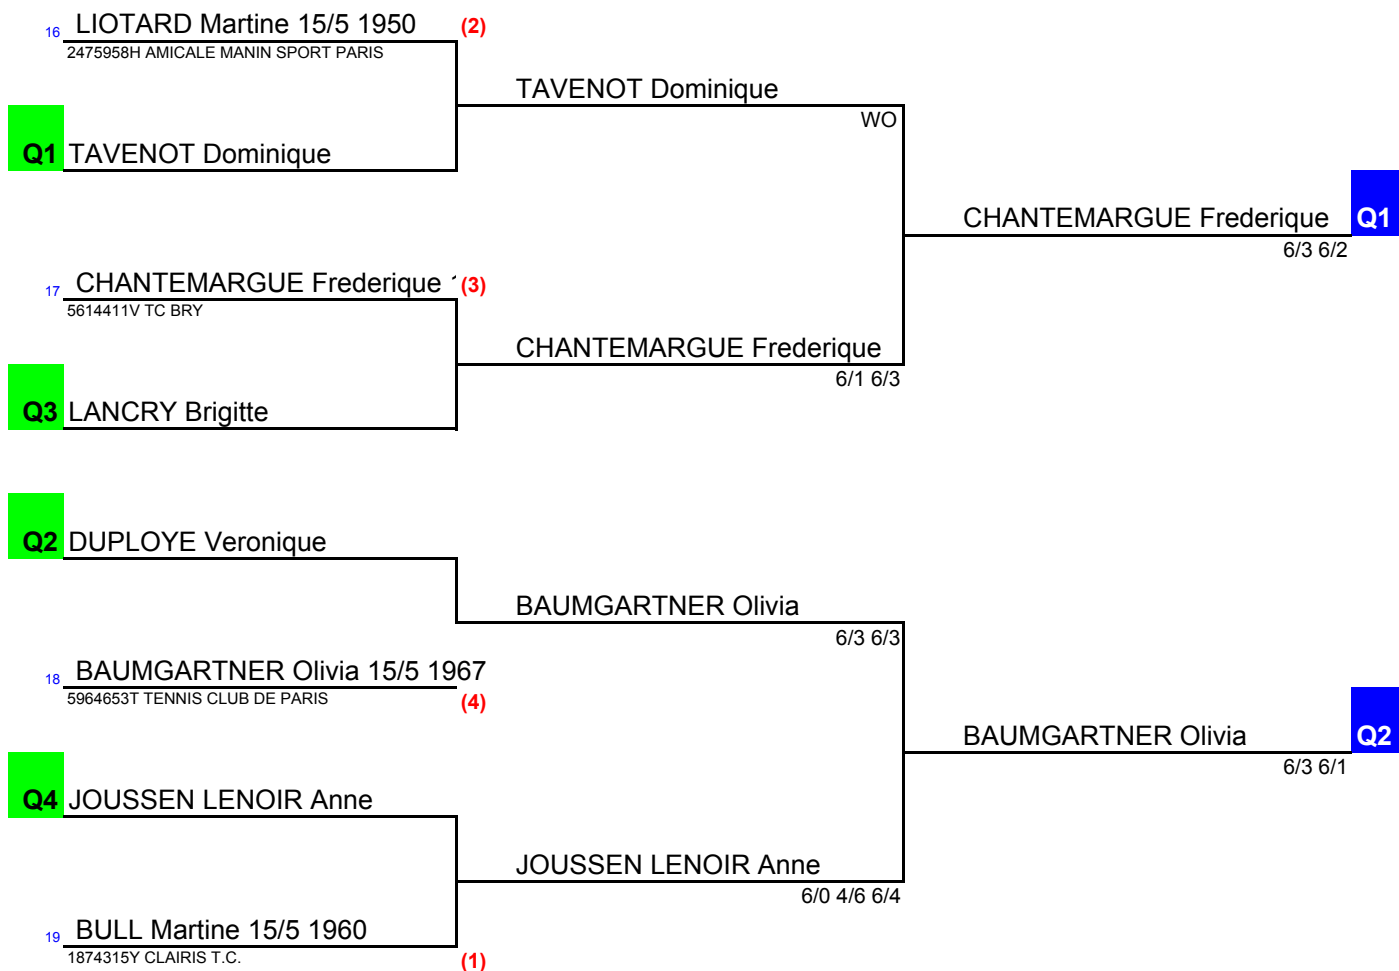 16 LIOTARD Martine 15/5 1950 (2)
2475958H AMICALE MANIN SPORT PARIS
TAVENOT Dominique
WO
Q1 TAVENOT Dominique
CHANTEMARGUE Frederique Q1
6/3 6/2
17 CHANTEMARGUE Frederique (3)
5614411V TC BRY
CHANTEMARGUE Frederique
6/1 6/3
Q3 LANCRY Brigitte
Q2 DUPLOYE Veronique
BAUMGARTNER Olivia
6/3 6/3
18 BAUMGARTNER Olivia 15/5 1967
5964653T TENNIS CLUB DE PARIS (4)
BAUMGARTNER Olivia Q2
6/3 6/1
Q4 JOUSSEN LENOIR Anne
JOUSSEN LENOIR Anne
6/0 4/6 6/4
19 BULL Martine 15/5 1960
1874315Y CLAIRIS T.C. (1)